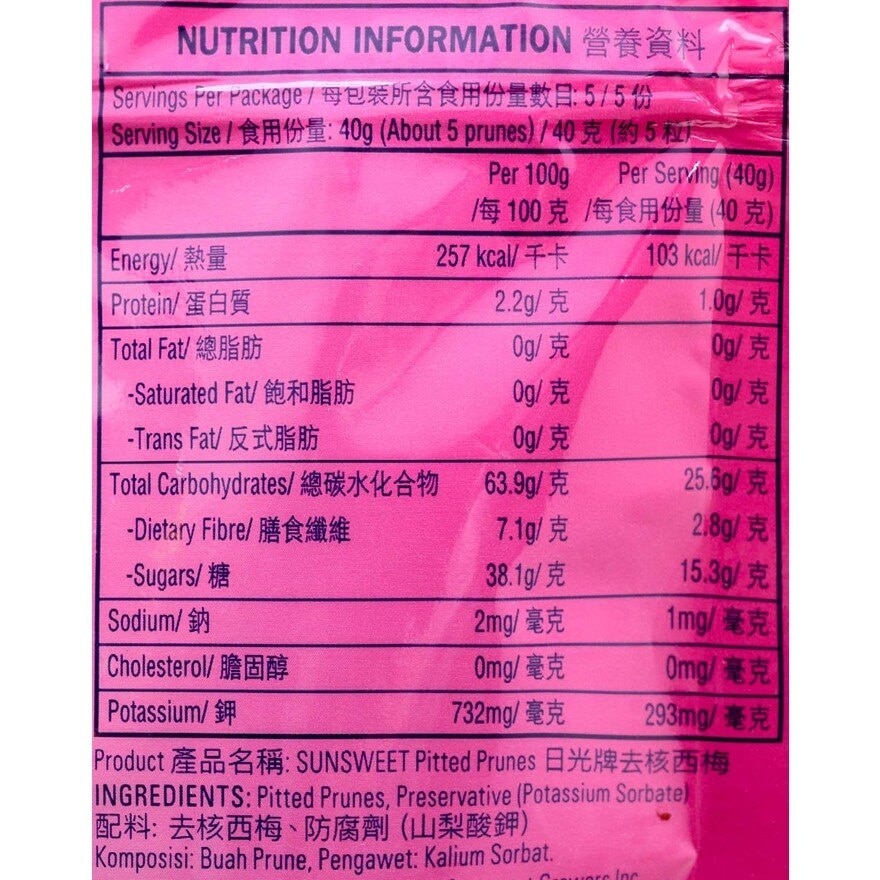 NUTRITION INFORMATION 營養資料
Servings Per Package / 每包裝所含食用份量數目: 5 / 5 份
Serving Size / 食用份量: 40g (About 5 prunes) / 40 克 (約 5 粒)
Per 100g Per Serving (40g)
/每 100 克 /每食用份量 (40 克)
Energy/ 熱量 257 kcal/ 千卡 103 kcal/ 千卡
Protein/ 蛋白質 2.2g/ 克 1.0g/ 克
Total Fat/ 總脂肪 0g/ 克 0g/ 克
-Saturated Fat/ 飽和脂肪 0g/ 克 0g/ 克
-Trans Fat/ 反式脂肪 0g/ 克 0g/ 克
Total Carbohydrates/ 總碳水化合物 63.9g/ 克 25.6g/ 克
-Dietary Fibre/ 膳食纖維 7.1g/ 克 2.8g/ 克
-Sugars/ 糖 38.1g/ 克 15.3g/ 克
Sodium/ 鈉 2mg/ 毫克 1mg/ 毫克
Cholesterol/ 膽固醇 0mg/ 毫克 0mg/ 毫克
Potassium/ 鉀 732mg/ 毫克 293mg/ 毫克
Product 產品名稱: SUNSWEET Pitted Prunes 日光牌去核西梅
INGREDIENTS: Pitted Prunes, Preservative (Potassium Sorbate)
配料: 去核西梅、防腐劑 (山梨酸鉀)
Komposisi: Buah Prune, Pengawet: Kalium Sorbat.
Growers Inc